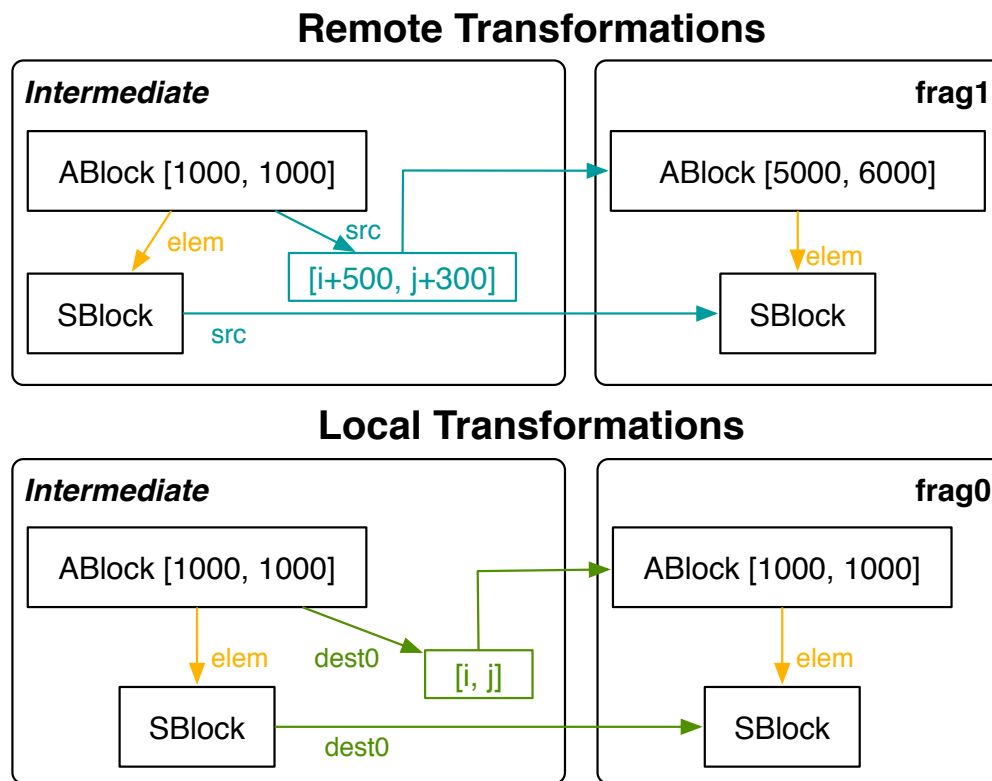 Remote Transformations
Intermediate
frag1
ABlock [1000, 1000]
ABlock [5000, 6000]
elem
src
elem
[i+500, j+300]
SBlock
SBlock
src
Local Transformations
Intermediate
frag0
ABlock [1000, 1000]
ABlock [1000, 1000]
elem
dest0
elem
[i, j]
SBlock
SBlock
dest0